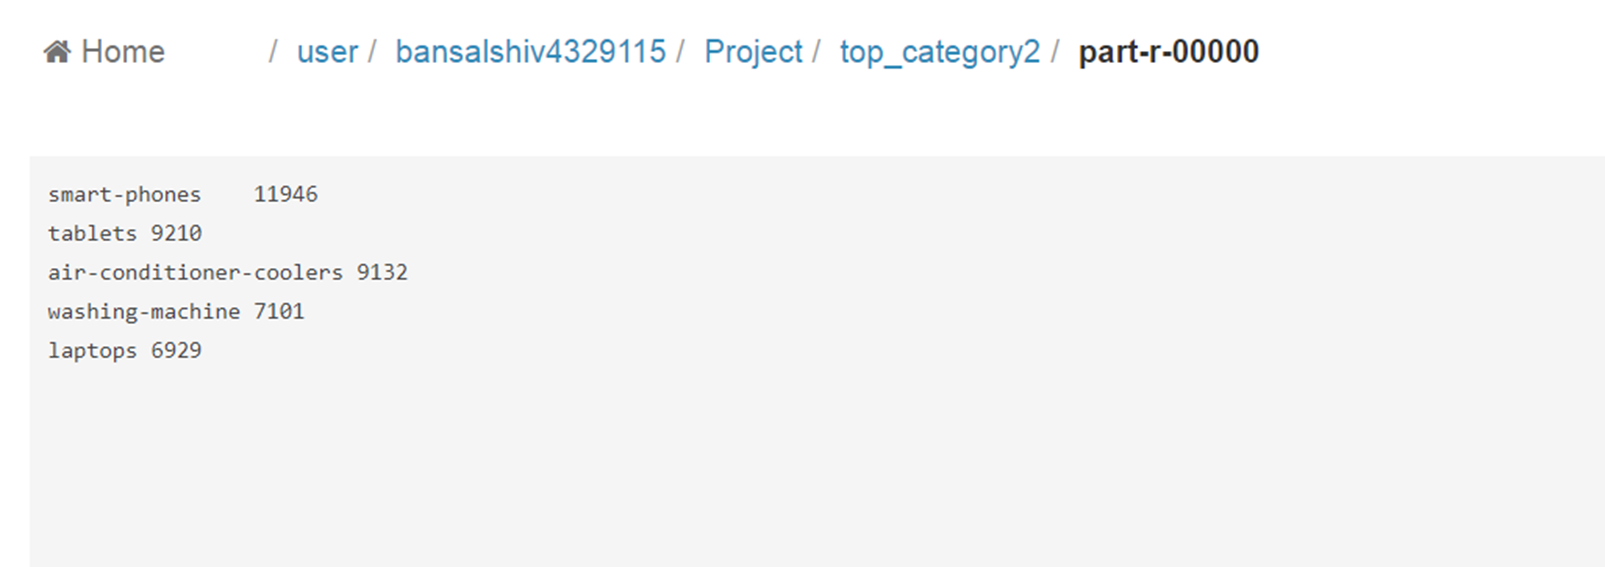 Home / user / bansalshiv4329115 / Project / top_category2 / part-r-00000
smart-phones 11946
tablets 9210
air-conditioner-coolers 9132
washing-machine 7101
laptops 6929